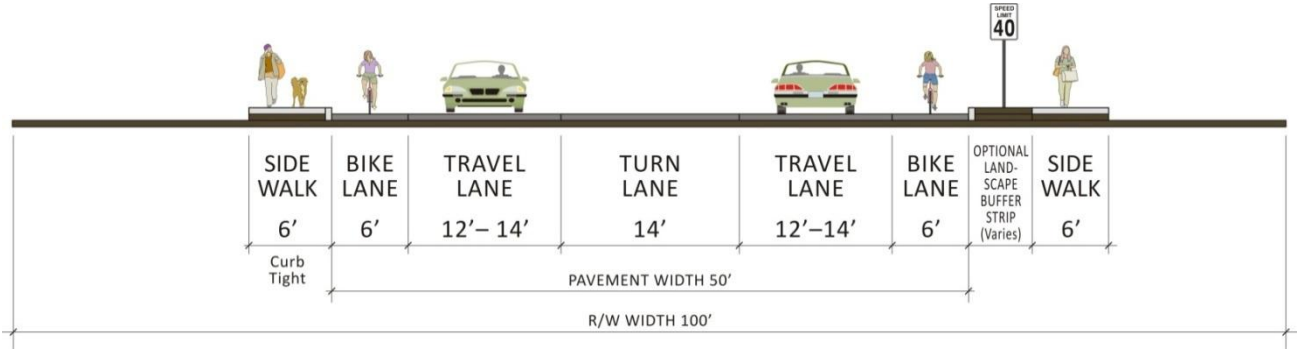 SPEED
LIMIT
40
SIDE
WALK
6’
Curb
Tight
BIKE
LANE
6’
TRAVEL
LANE
12’– 14’
TURN
LANE
14’
TRAVEL
LANE
12’–14’
BIKE
LANE
6’
OPTIONAL
LAND-
SCAPE
BUFFER
STRIP
(Varies)
SIDE
WALK
6’
PAVEMENT WIDTH 50’
R/W WIDTH 100’